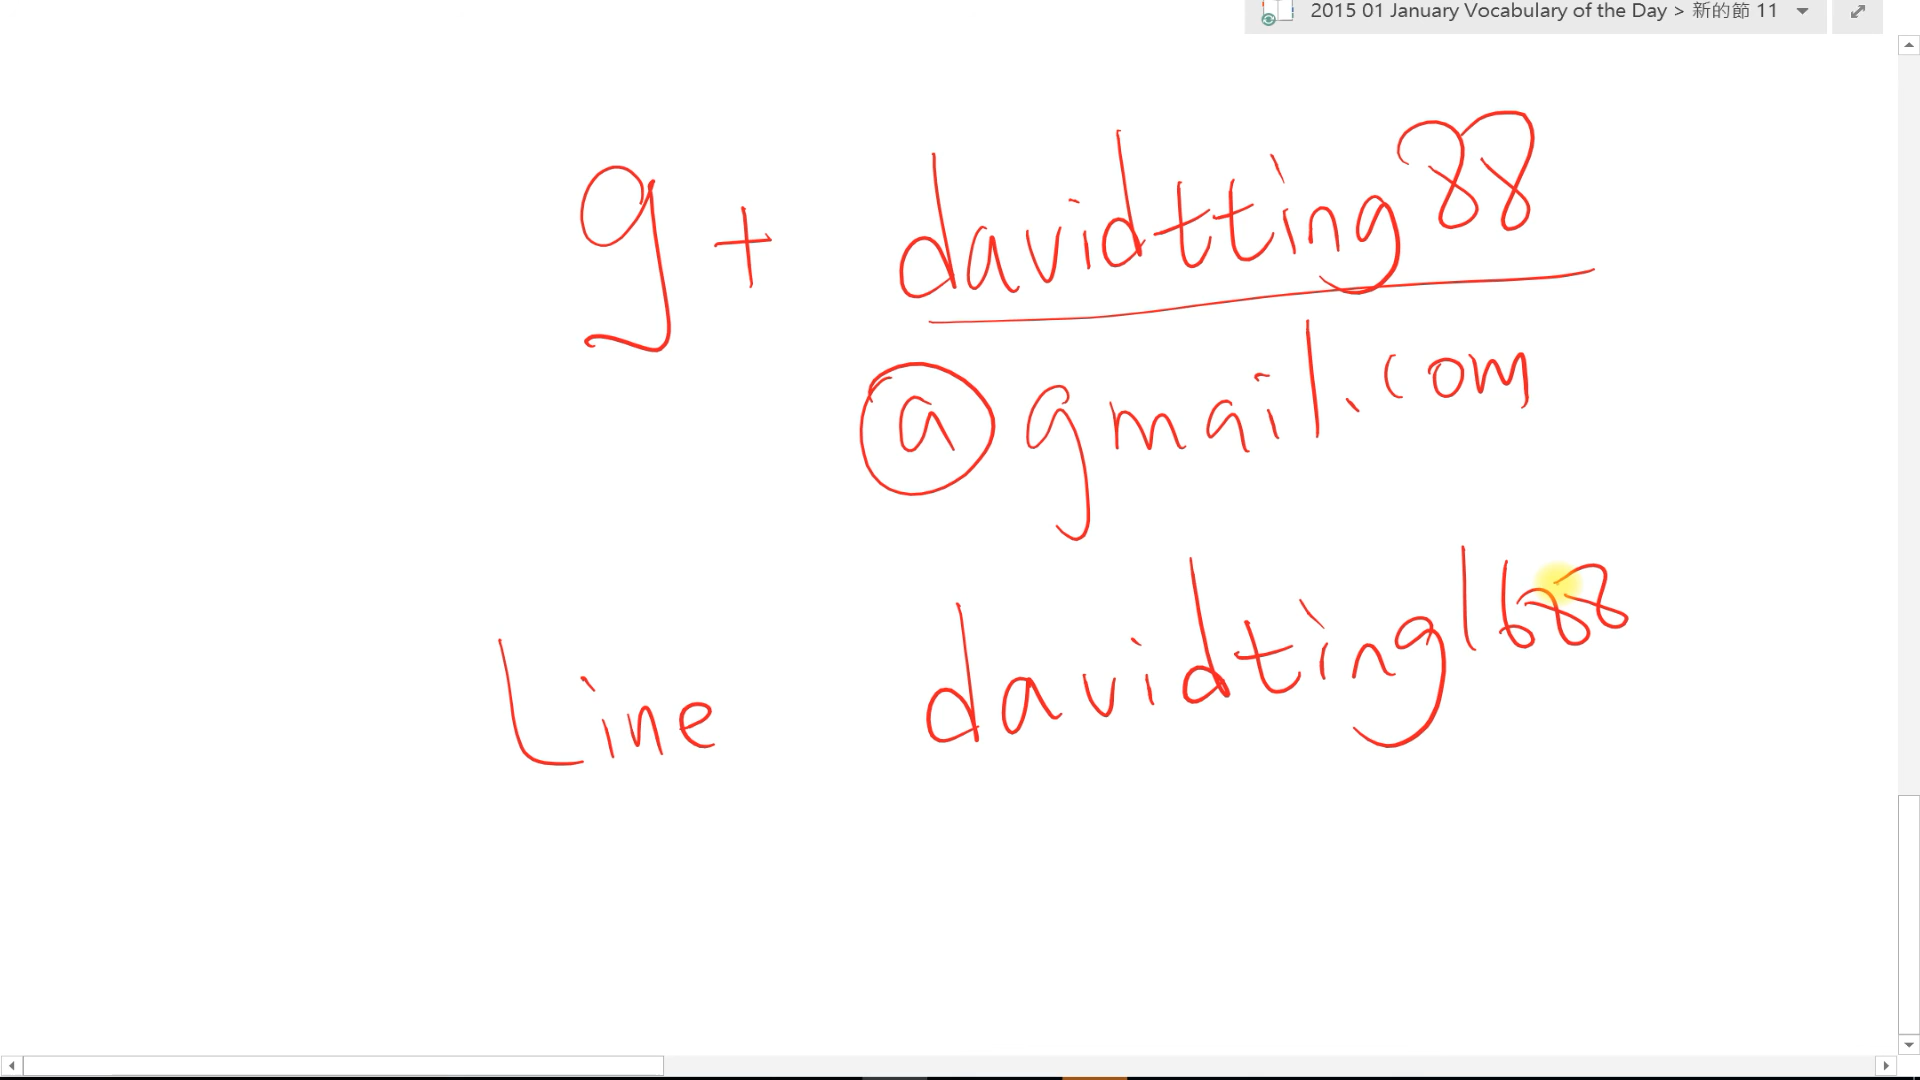 2015 01 January Vocabulary of the Day > 新的節 11
g+ davidtting88
@gmail.com
Line davidting1688